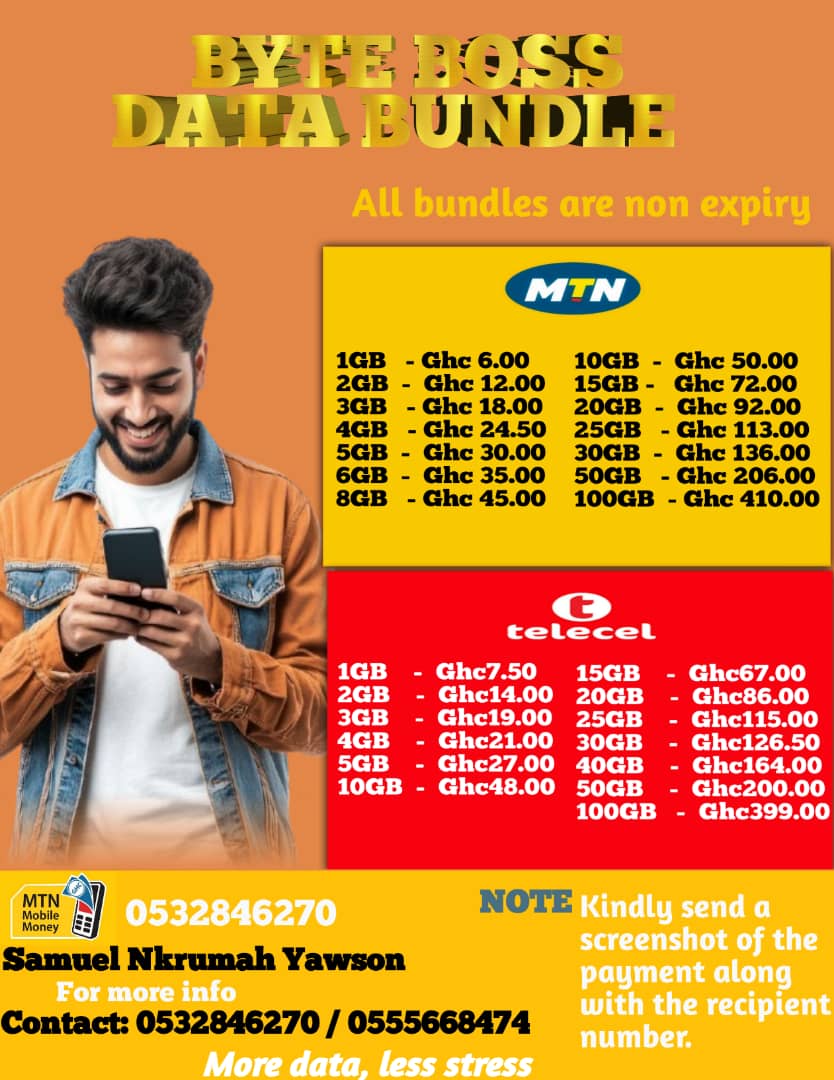 BYTE BOSS
DATA BUNDLE
All bundles are non expiry
MTN
1GB - Ghc 6.00
2GB - Ghc 12.00
3GB - Ghc 18.00
4GB - Ghc 24.50
5GB - Ghc 30.00
6GB - Ghc 35.00
8GB - Ghc 45.00
10GB - Ghc 50.00
15GB - Ghc 72.00
20GB - Ghc 92.00
25GB - Ghc 113.00
30GB - Ghc 136.00
50GB - Ghc 206.00
100GB - Ghc 410.00
t
telecel
1GB - Ghc7.50
2GB - Ghc14.00
3GB - Ghc19.00
4GB - Ghc21.00
5GB - Ghc27.00
10GB - Ghc48.00
15GB - Ghc67.00
20GB - Ghc86.00
25GB - Ghc115.00
30GB - Ghc126.50
40GB - Ghc164.00
50GB - Ghc200.00
100GB - Ghc399.00
MTN
Mobile
Money
0532846270
Samuel Nkrumah Yawson
For more info
Contact: 0532846270 / 0555668474
More data, less stress
NOTE Kindly send a
screenshot of the
payment along
with the recipient
number.